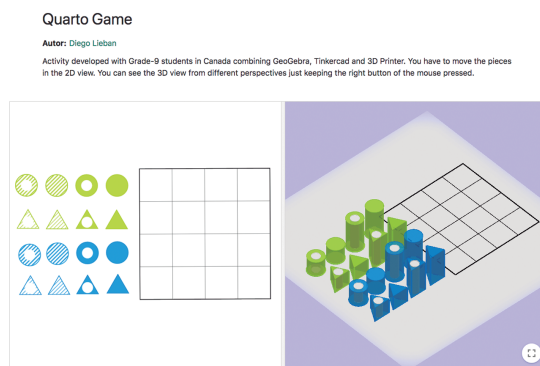 Quarto Game
Autor: Diego Lieban
Activity developed with Grade-9 students in Canada combining GeoGebra, Tinkercad and 3D Printer. You have to move the pieces
in the 2D view. You can see the 3D view from different perspectives just keeping the right button of the mouse pressed.